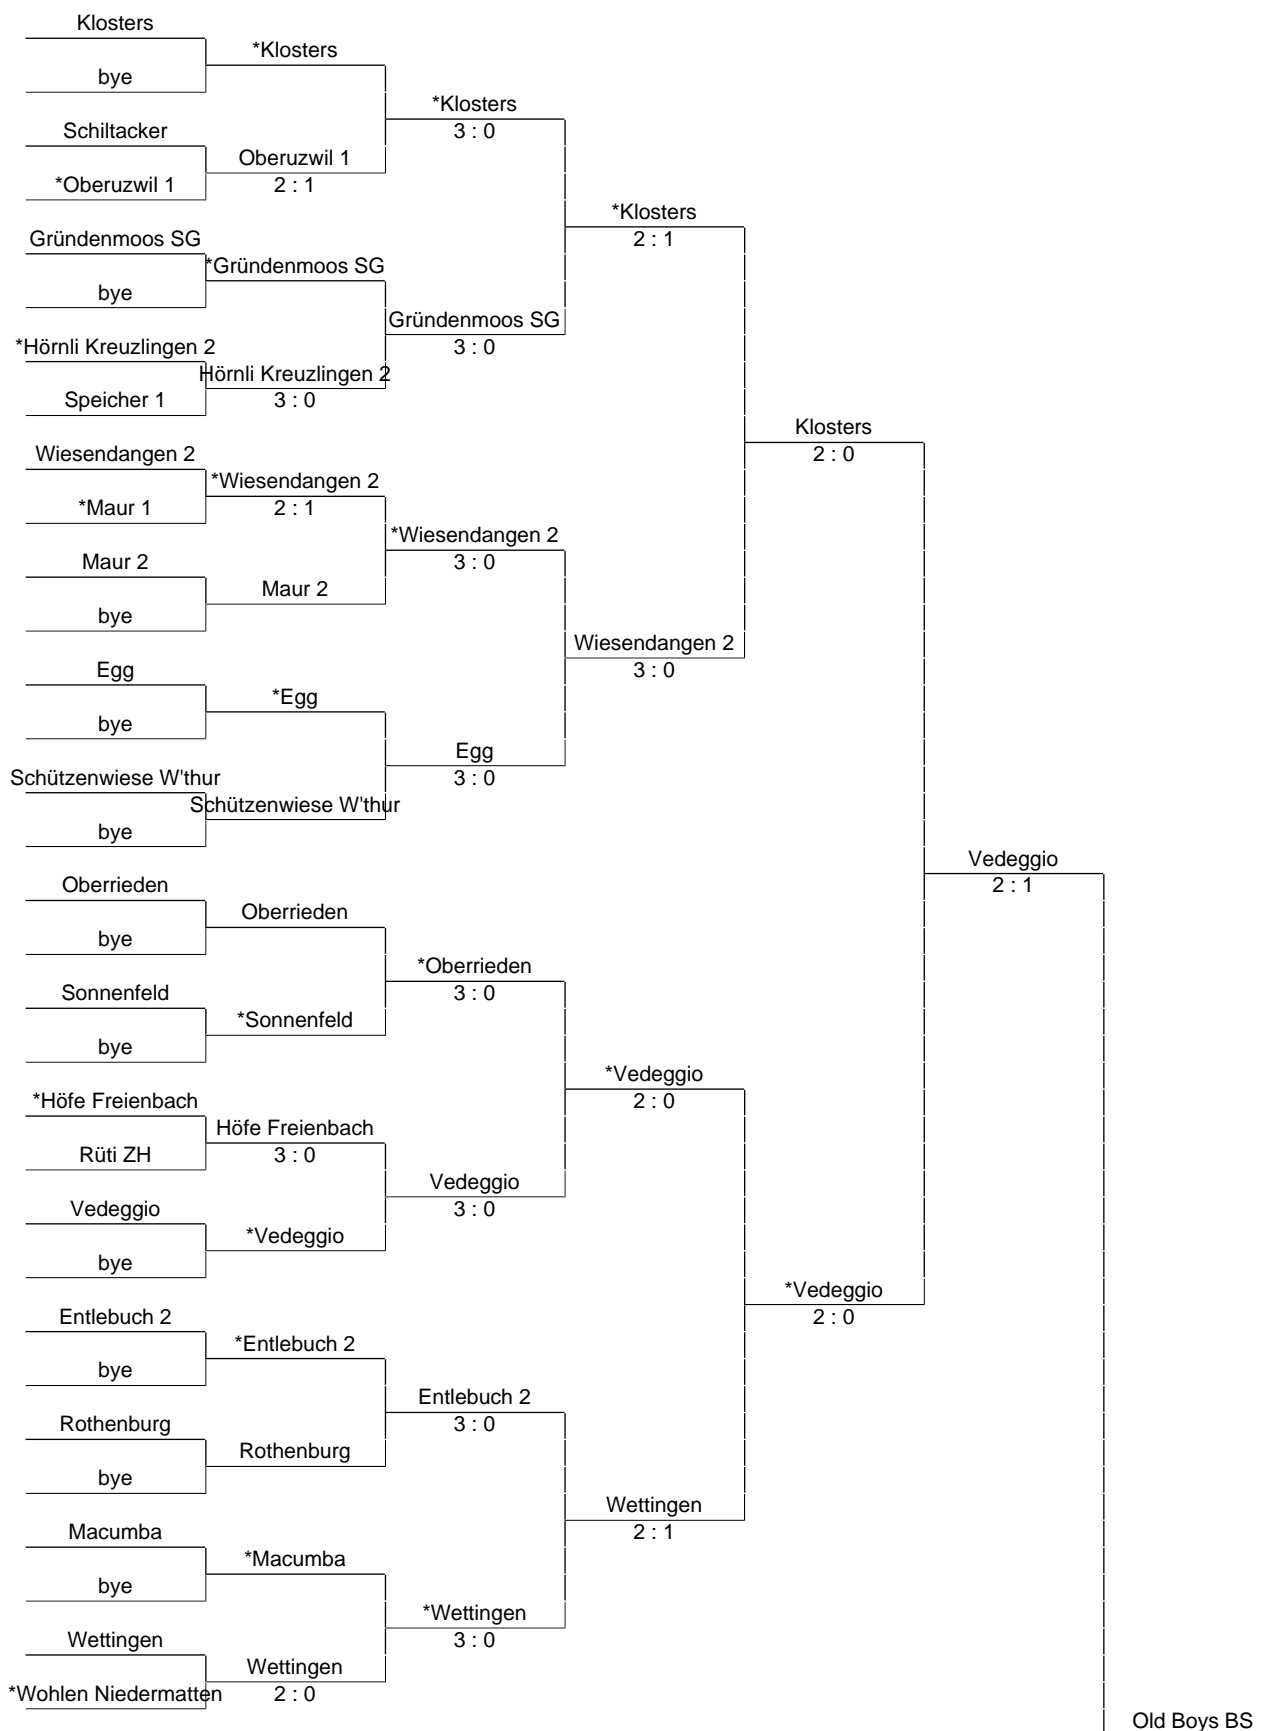 Klosters
*Klosters
bye
*Klosters
3 : 0
Schiltacker
Oberuzwil 1
*Oberuzwil 1
2 : 1
*Klosters
2 : 1
Gründenmoos SG
*Gründenmoos SG
bye
Gründenmoos SG
3 : 0
*Hörnli Kreuzlingen 2
Hörnli Kreuzlingen 2
Speicher 1
3 : 0
Klosters
2 : 0
Wiesendangen 2
*Wiesendangen 2
*Maur 1
2 : 1
*Wiesendangen 2
3 : 0
Maur 2
Maur 2
bye
Wiesendangen 2
3 : 0
Egg
*Egg
bye
Egg
3 : 0
Schützenwiese W'thur
Schützenwiese W'thur
bye
Vedeggio
2 : 1
Oberrieden
Oberrieden
bye
*Oberrieden
3 : 0
Sonnenfeld
*Sonnenfeld
bye
*Vedeggio
2 : 0
*Höfe Freienbach
Höfe Freienbach
Rüti ZH
3 : 0
Vedeggio
3 : 0
Vedeggio
*Vedeggio
bye
*Vedeggio
2 : 0
Entlebuch 2
*Entlebuch 2
bye
Entlebuch 2
3 : 0
Rothenburg
Rothenburg
bye
Wettingen
2 : 1
Macumba
*Macumba
bye
*Wettingen
3 : 0
Wettingen
Wettingen
*Wohlen Niedermatten
2 : 0
Old Boys BS